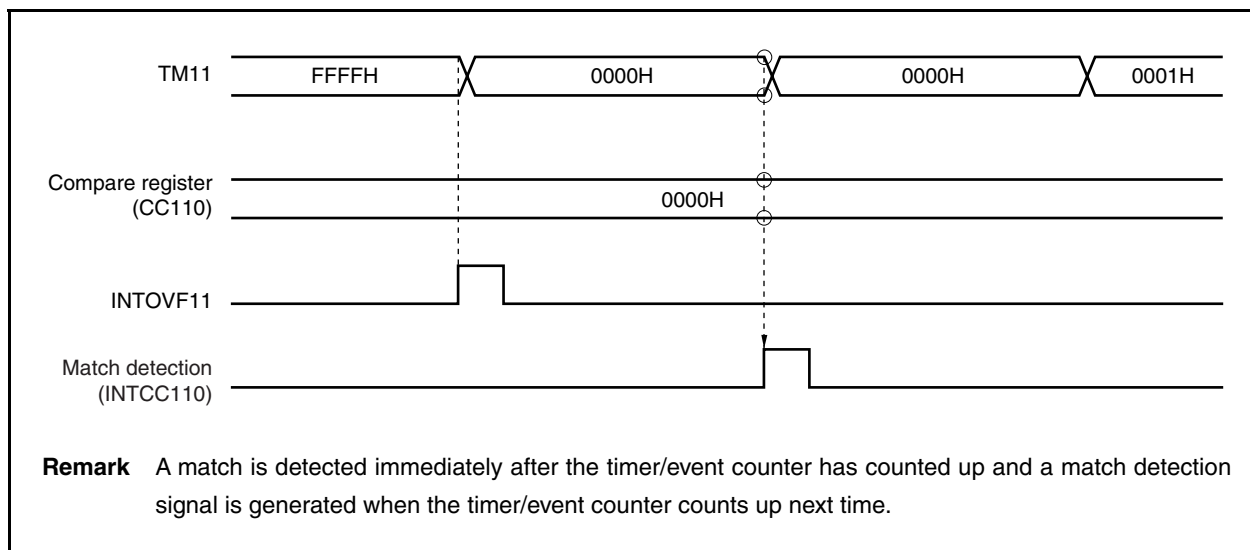 TM11 FFFFH 0000H 0000H 0001H
Compare register
(CC110)
0000H
INTOVF11
Match detection
(INTCC110)
Remark A match is detected immediately after the timer/event counter has counted up and a match detection
signal is generated when the timer/event counter counts up next time.